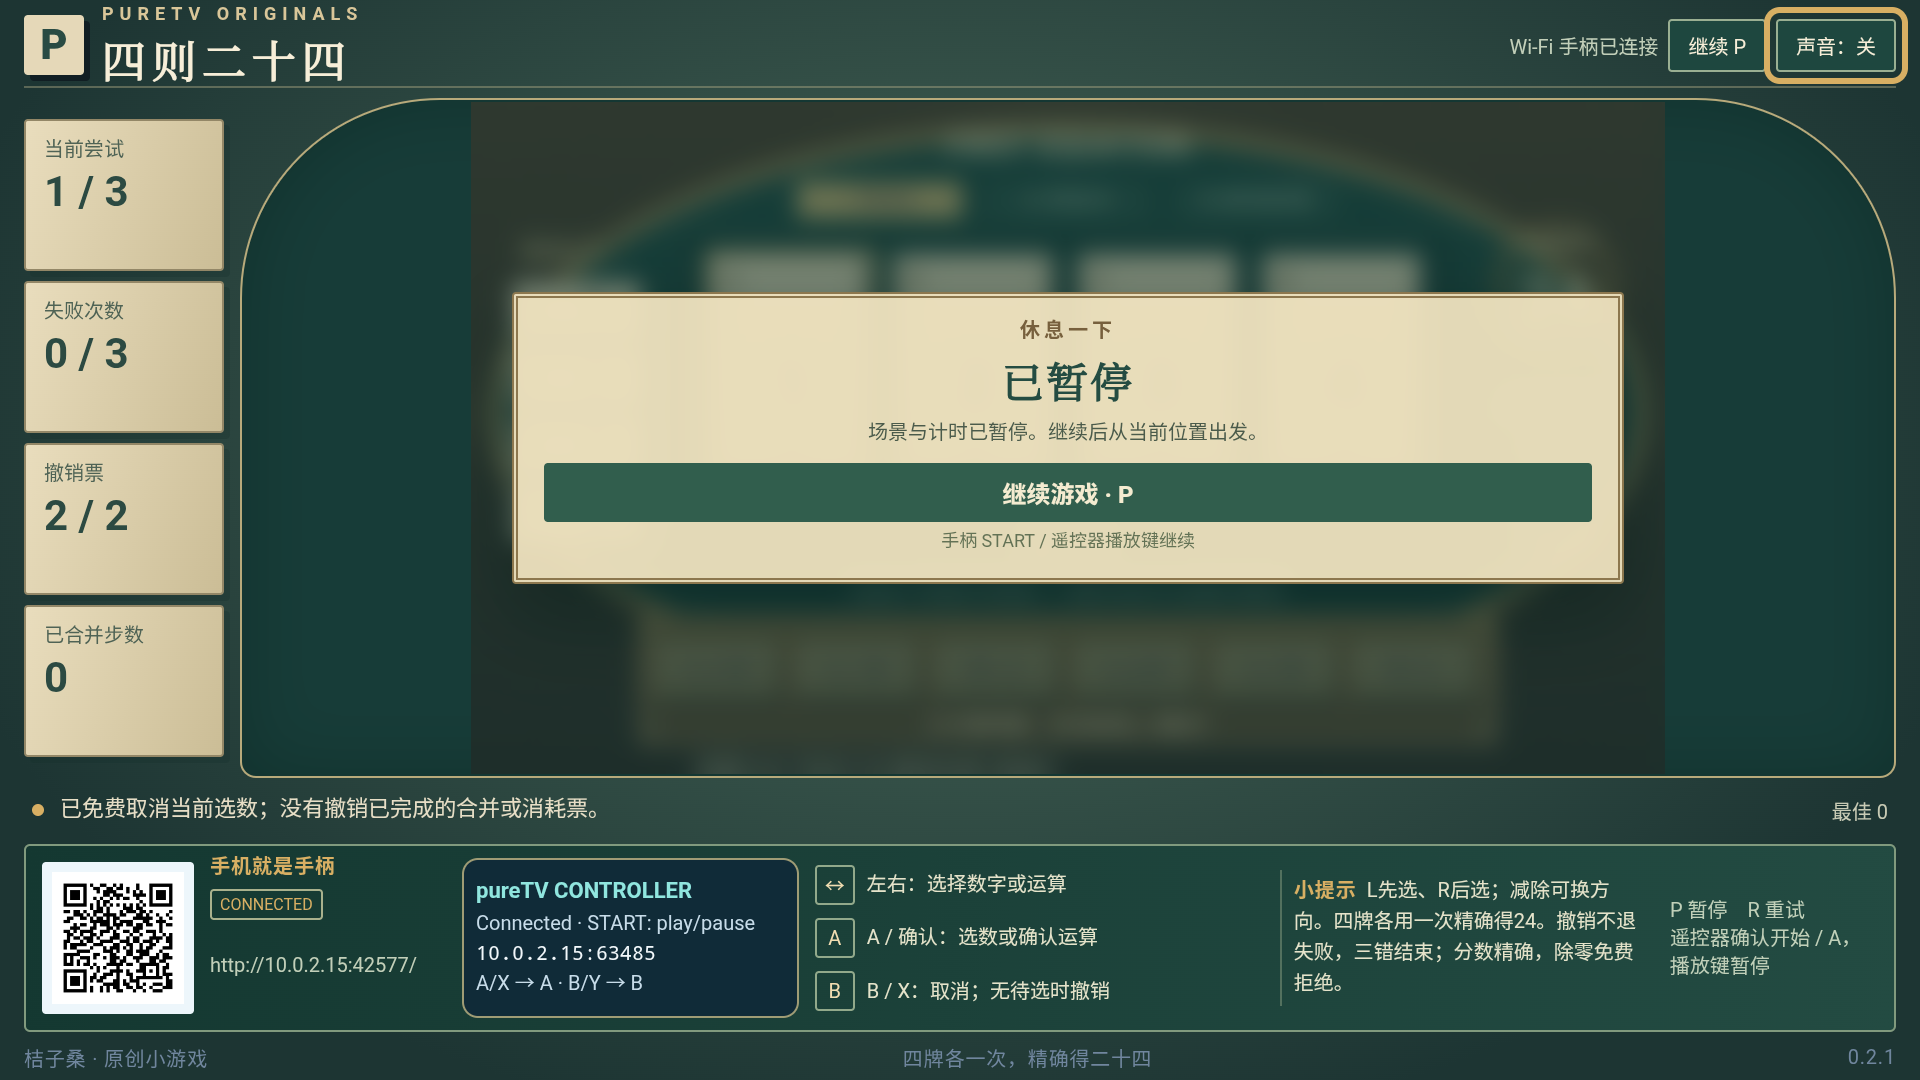 P
PURETV ORIGINALS
四则二十四
Wi-Fi 手柄已连接
继续 P
声音：关
当前尝试
1 / 3
失败次数
0 / 3
撤销票
2 / 2
已合并步数
0
休息一下
已暂停
场景与计时已暂停。继续后从当前位置出发。
继续游戏 · P
手柄 START / 遥控器播放键继续
已免费取消当前选数；没有撤销已完成的合并或消耗票。
最佳 0
手机就是手柄
CONNECTED
http://10.0.2.15:42577/
pureTV CONTROLLER
Connected · START: play/pause
10.0.2.15:63485
A/X → A · B/Y → B
↔ 左右：选择数字或运算
A A / 确认：选数或确认运算
B B / X：取消；无待选时撤销
小提示 L先选、R后选；减除可换方
向。四牌各用一次精确得24。撤销不退
失败，三错结束；分数精确，除零免费
拒绝。
P 暂停 R 重试
遥控器确认开始 / A，
播放键暂停
桔子桑 · 原创小游戏
四牌各一次，精确得二十四
0.2.1